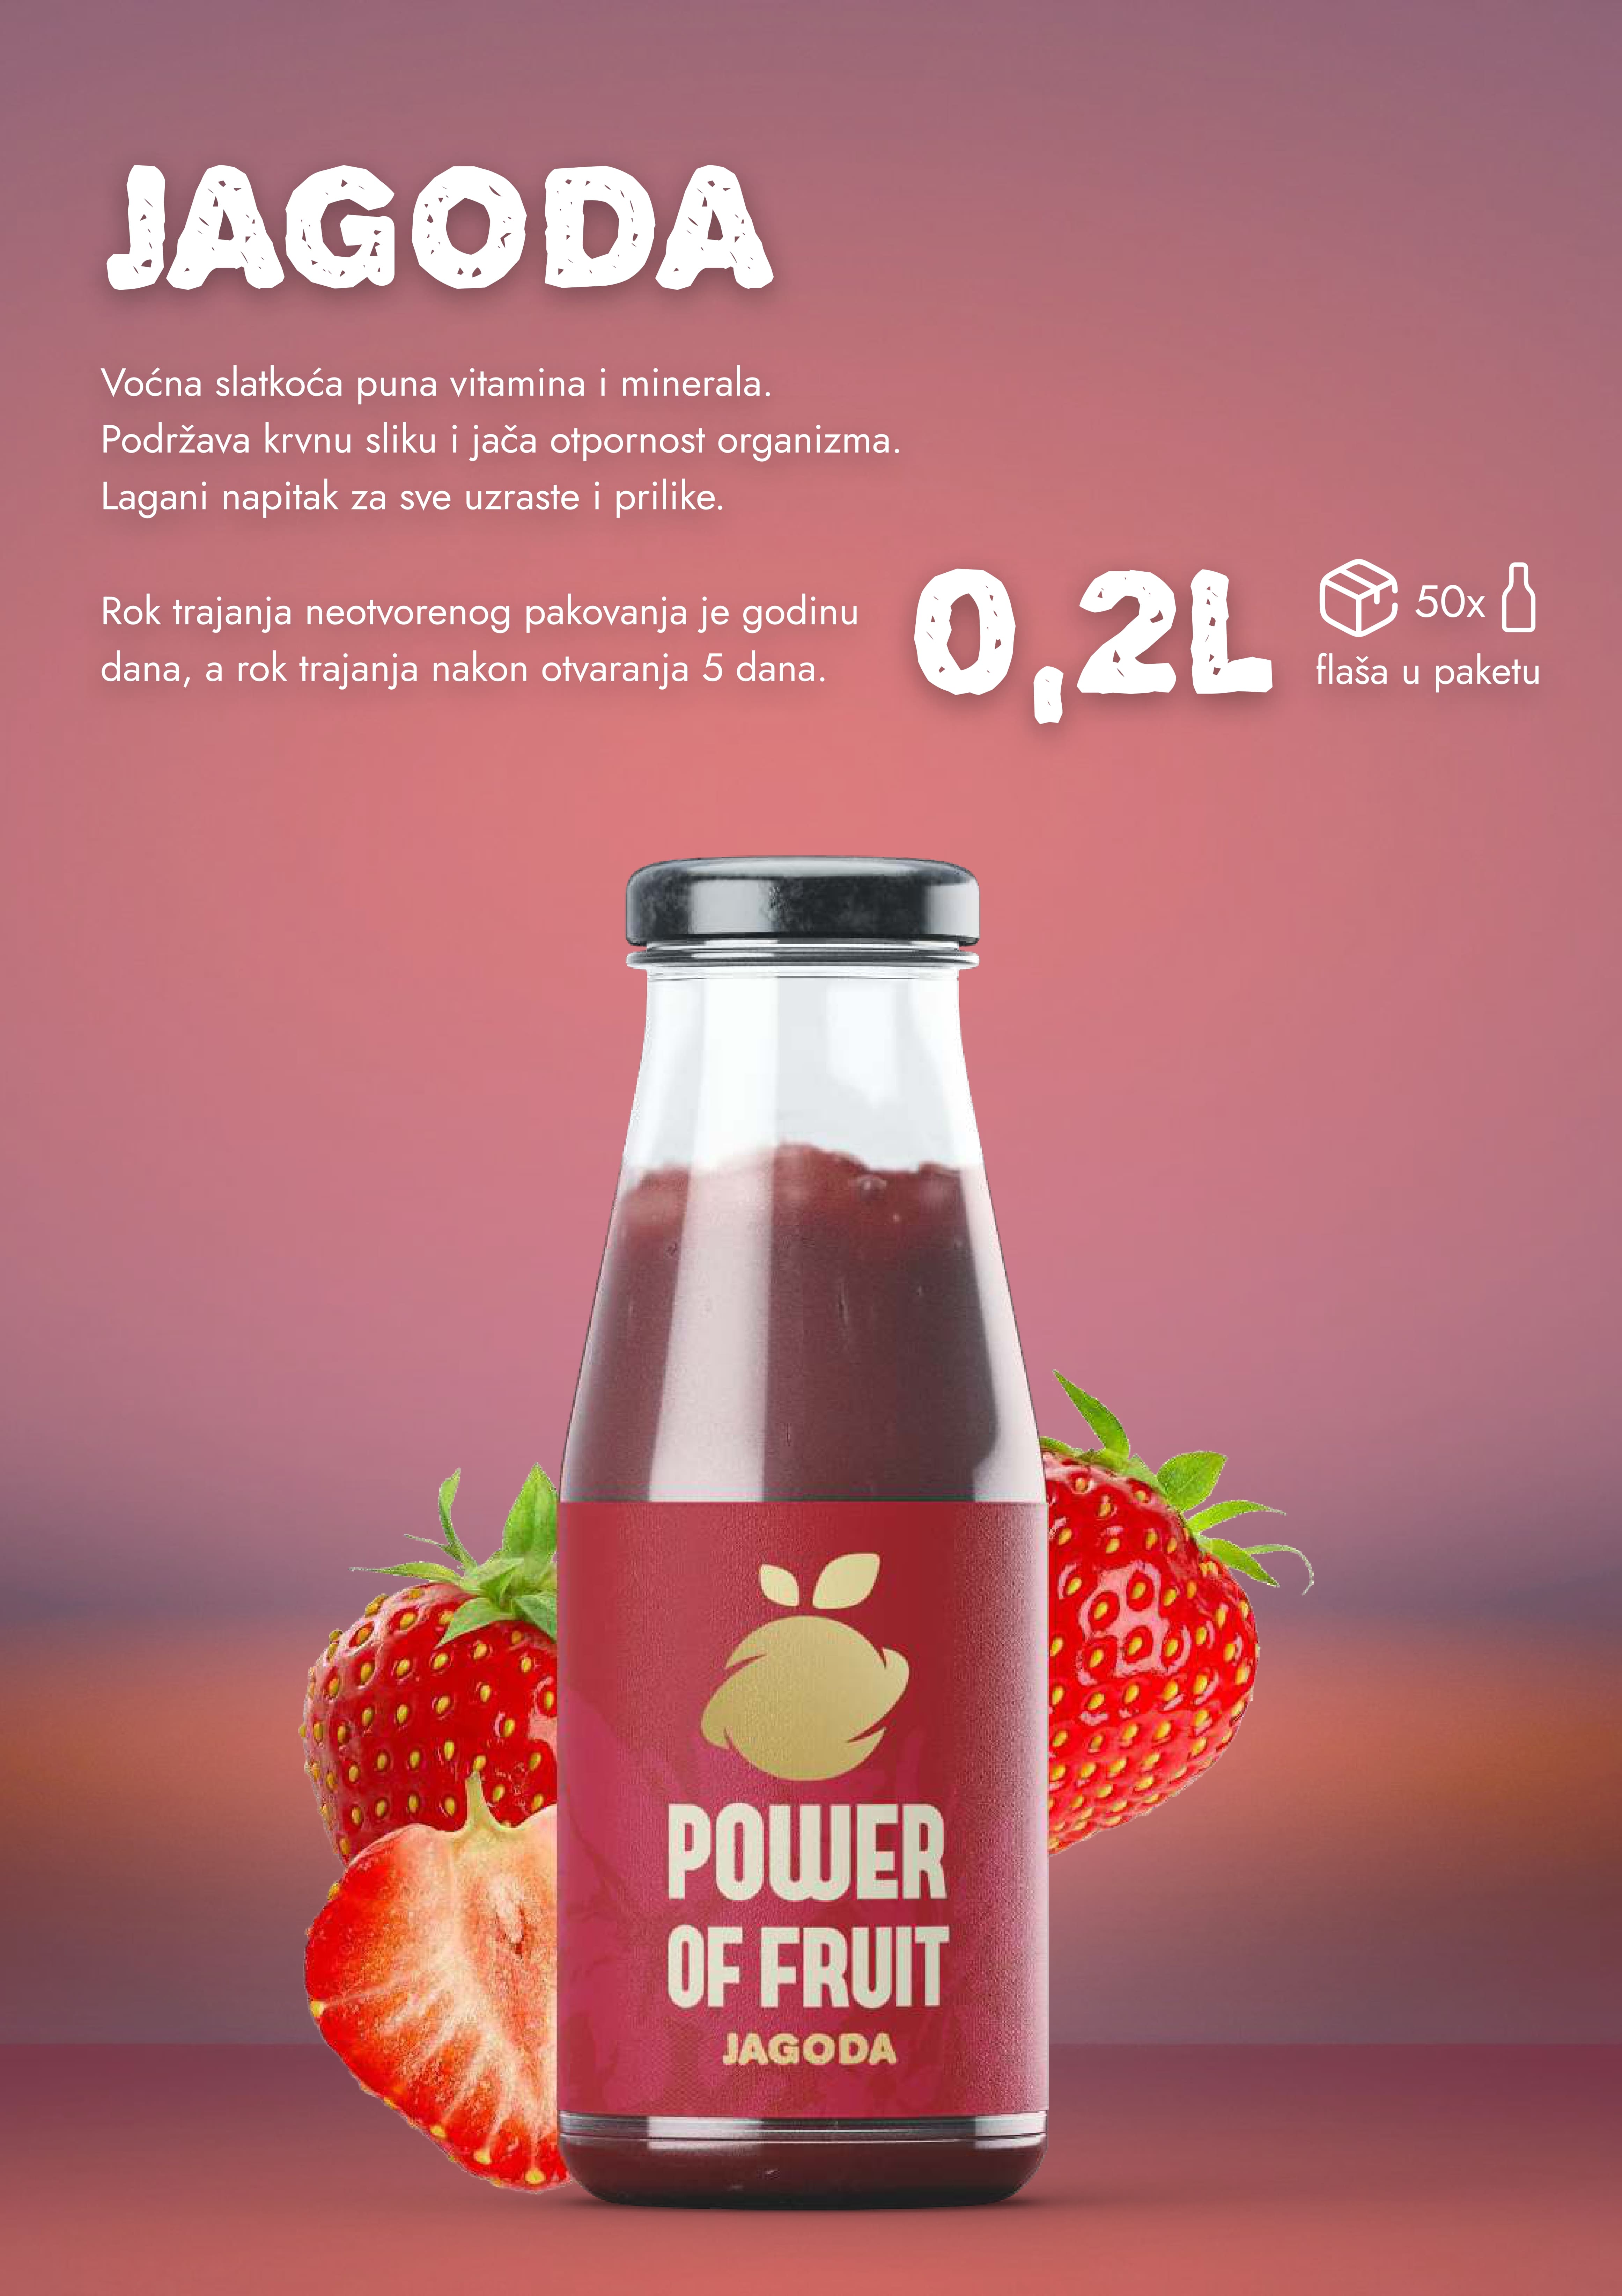 JAGODA
Voćna slatkoća puna vitamina i minerala.
Podržava krvnu sliku i jača otpornost organizma.
Lagani napitak za sve uzraste i prilike.
Rok trajanja neotvorenog pakovanja je godinu
dana, a rok trajanja nakon otvaranja 5 dana.
0,2L
50x
flaša u paketu
POWER
OF FRUIT
JAGODA